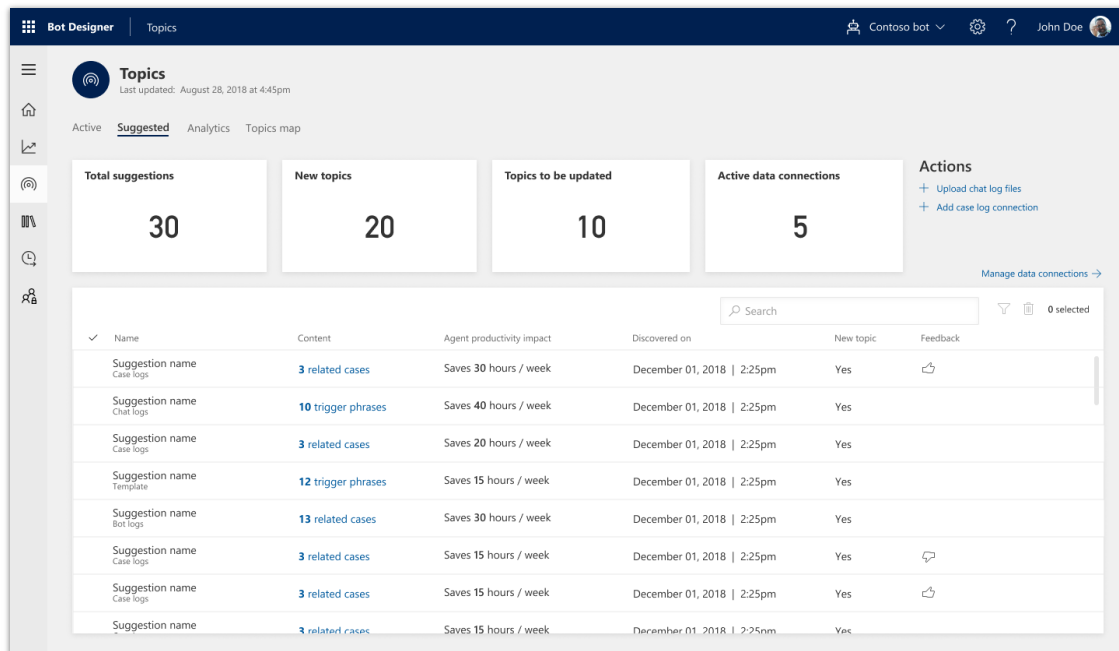 Bot Designer
Topics
Contoso bot
John Doe
Topics
Last updated: August 28, 2018 at 4:45pm
Active Suggested Analytics Topics map
Total suggestions
30
New topics
20
Topics to be updated
10
Active data connections
5
Actions
+ Upload chat log files
+ Add case log connection
Manage data connections →
Search
0 selected
Name Content Agent productivity impact Discovered on New topic Feedback
Suggestion name 3 related cases Saves 30 hours / week December 01, 2018 | 2:25pm Yes
Case logs
Suggestion name 10 trigger phrases Saves 40 hours / week December 01, 2018 | 2:25pm Yes
Chat logs
Suggestion name 3 related cases Saves 20 hours / week December 01, 2018 | 2:25pm Yes
Case logs
Suggestion name 12 trigger phrases Saves 15 hours / week December 01, 2018 | 2:25pm Yes
Template
Suggestion name 13 related cases Saves 30 hours / week December 01, 2018 | 2:25pm Yes
Bot logs
Suggestion name 3 related cases Saves 15 hours / week December 01, 2018 | 2:25pm Yes
Case logs
Suggestion name 3 related cases Saves 15 hours / week December 01, 2018 | 2:25pm Yes
Case logs
Suggestion name 3 related cases Saves 15 hours / week December 01, 2018 | 2:25pm Yes